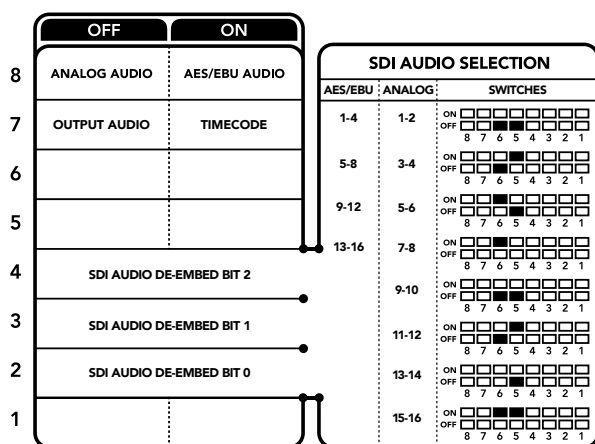 OFF ON
8 ANALOG AUDIO AES/EBU AUDIO
7 OUTPUT AUDIO TIMECODE
6
5
4 SDI AUDIO DE-EMBED BIT 2
3 SDI AUDIO DE-EMBED BIT 1
2 SDI AUDIO DE-EMBED BIT 0
1
SDI AUDIO SELECTION
AES/EBU ANALOG SWITCHES
1-4 1-2 ON
OFF
8 7 6 5 4 3 2 1
5-8 3-4 ON
OFF
8 7 6 5 4 3 2 1
9-12 5-6 ON
OFF
8 7 6 5 4 3 2 1
13-16 7-8 ON
OFF
8 7 6 5 4 3 2 1
9-10 ON
OFF
8 7 6 5 4 3 2 1
11-12 ON
OFF
8 7 6 5 4 3 2 1
13-14 ON
OFF
8 7 6 5 4 3 2 1
15-16 ON
OFF
8 7 6 5 4 3 2 1